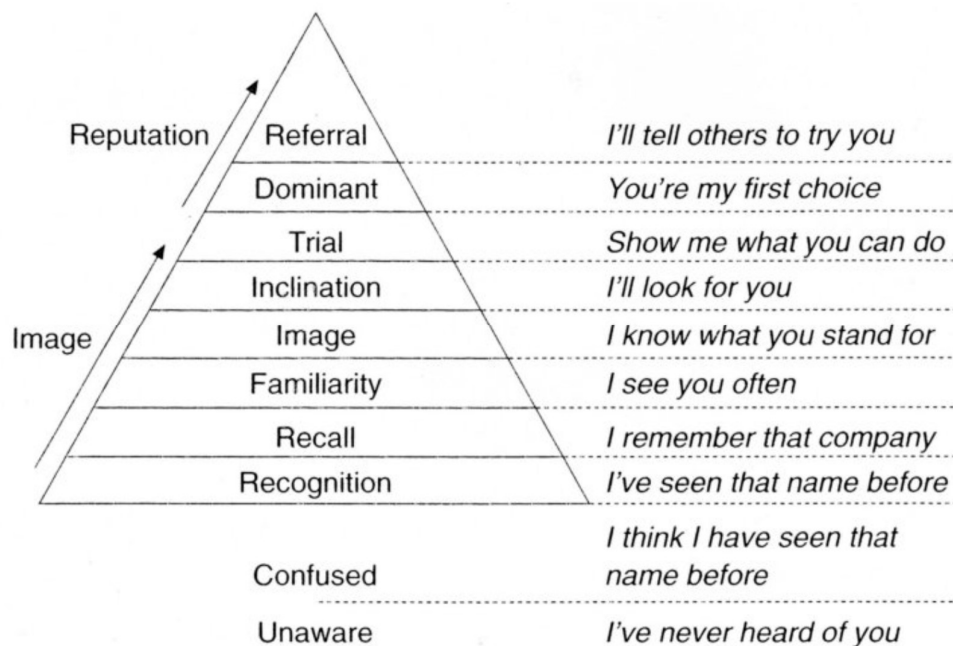 Reputation
Referral
I'll tell others to try you
Dominant
You're my first choice
Trial
Show me what you can do
Inclination
I'll look for you
Image
Image
I know what you stand for
Familiarity
I see you often
Recall
I remember that company
Recognition
I've seen that name before
Confused
I think I have seen that
name before
Unaware
I've never heard of you